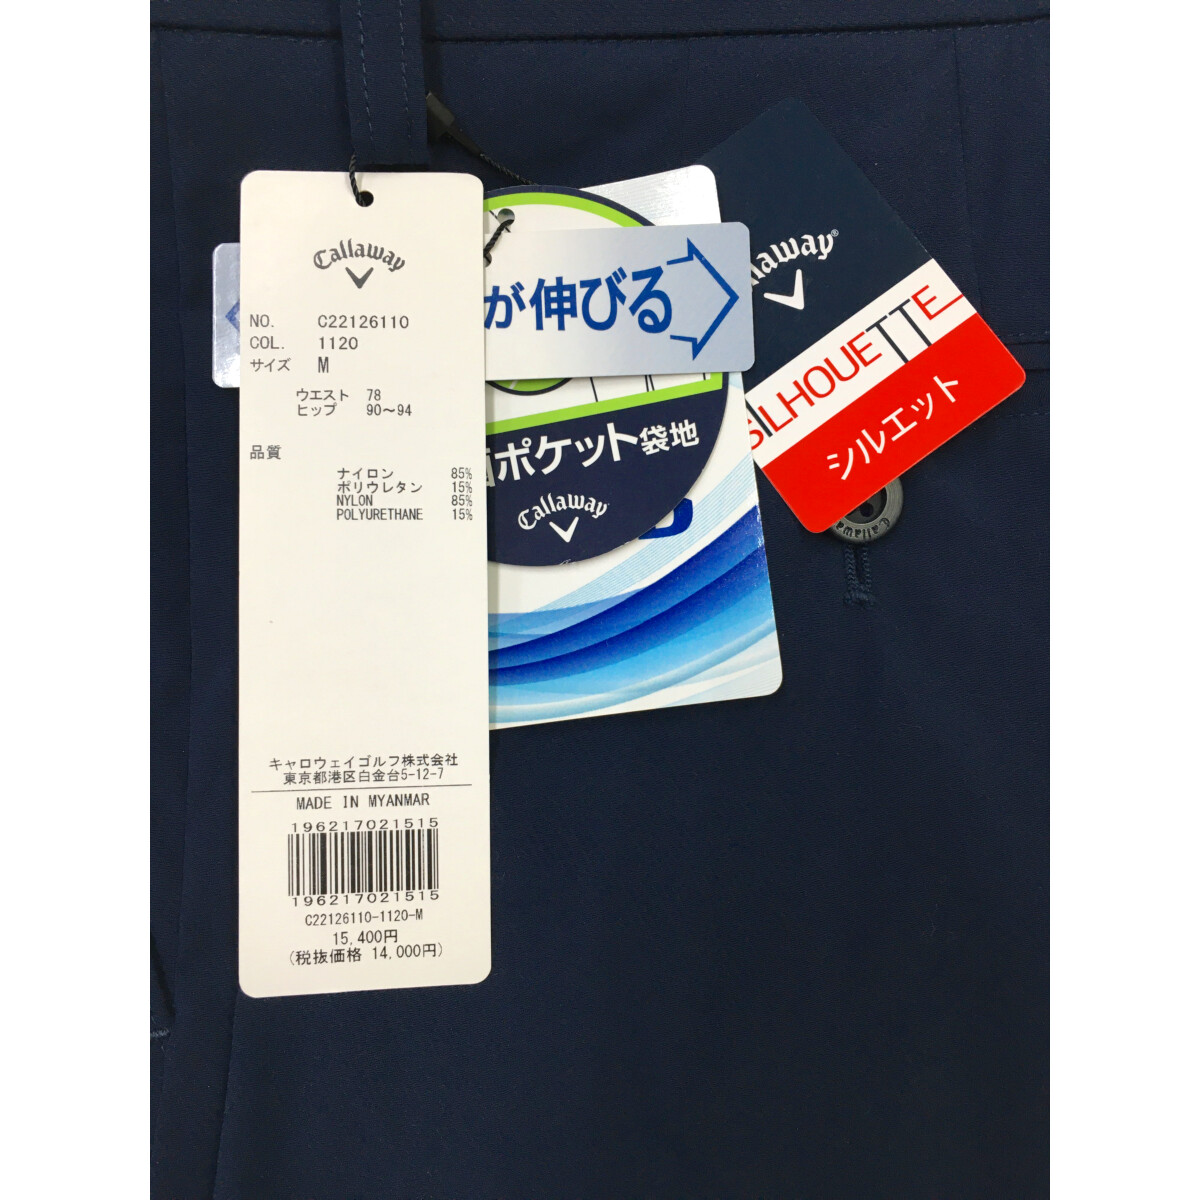 Callaway
NO. C22126110
COL. 1120
サイズ M
ウエスト 78
ヒップ 90～94
品質
ナイロン 85%
ポリウレタン 15%
NYLON 85%
POLYURETHANE 15%
キャロウェイゴルフ株式会社
東京都港区白金台5-12-7
MADE IN MYANMAR
196217021515
196217021515
C22126110-1120-M
15,400円
(税抜価格 14,000円)
が伸びる
ポケット袋地
Callaway
laway®
SILHOUETTE
シルエット
Callaway